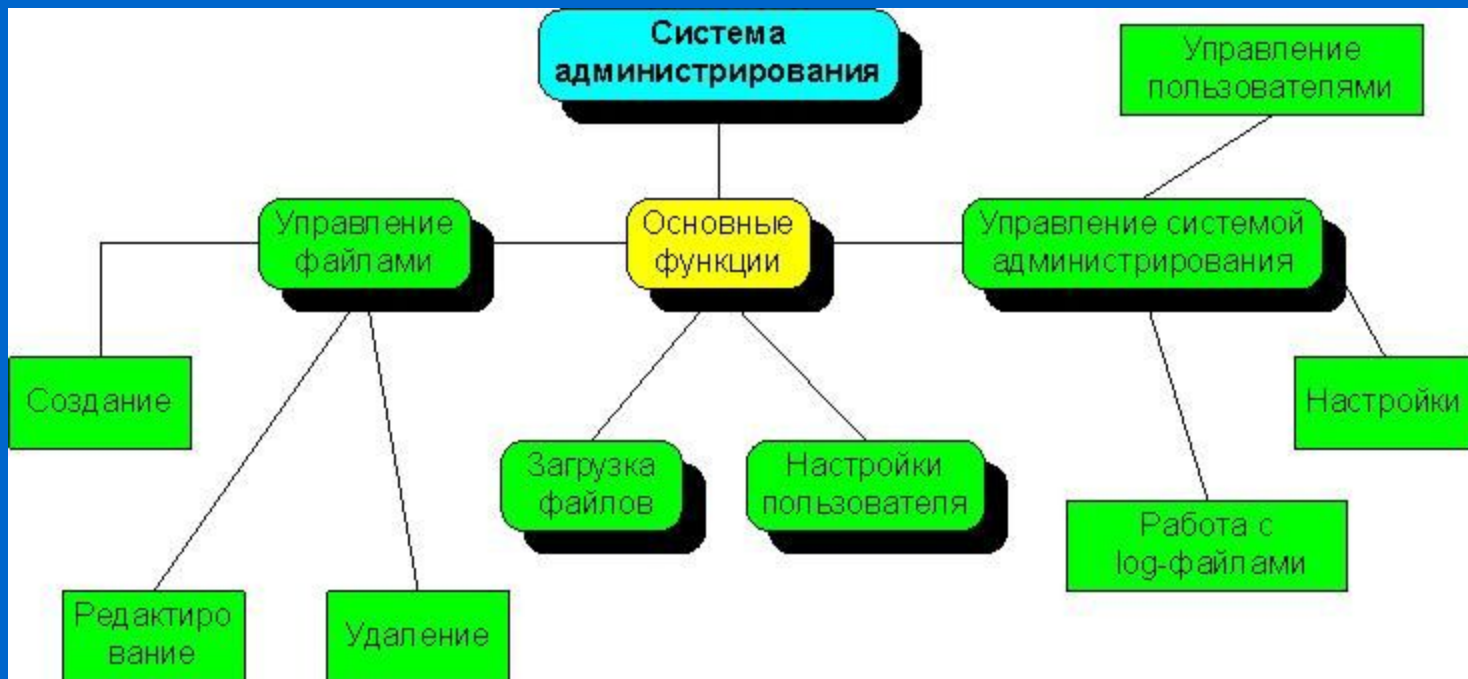 Система
администрирования
Управление
пользователями
Управление
файлами
Основные
функции
Управление системой
администрирования
Создание
Настройки
Загрузка
файлов
Настройки
пользователя
Работа с
log-файлами
Редактиро
вание
Удаление